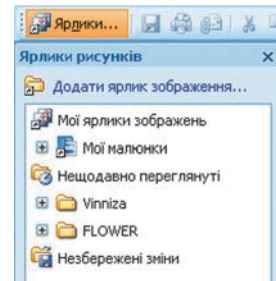 Ярлики...
Ярлики рисунків
Додати ярлик зображення...
Мої ярлики зображень
Мої малюнки
Нещодавно переглянуті
Vinniza
FLOWER
Незбережені зміни